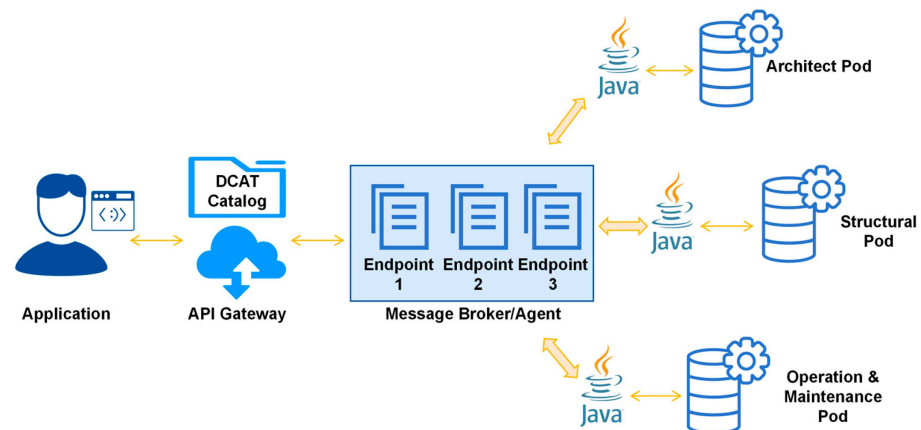 Application
DCAT
Catalog
API Gateway
Endpoint
1
Endpoint
2
Endpoint
3
Message Broker/Agent
Java
Architect Pod
Java
Structural
Pod
Java
Operation &
Maintenance
Pod